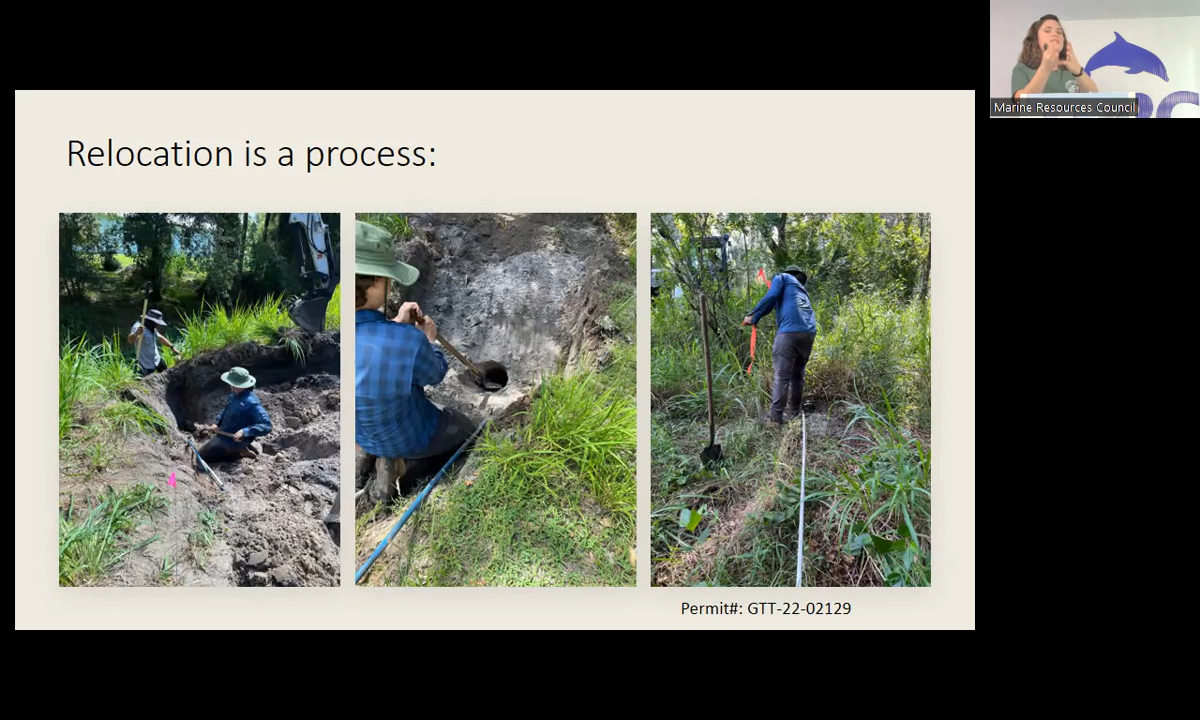 Relocation is a process:
Permit#: GTT-22-02129
Marine Resources Council